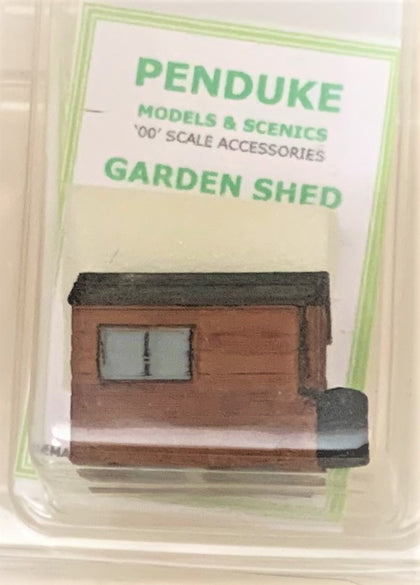 PENDUKE
MODELS & SCENICS
‘00’ SCALE ACCESSORIES
GARDEN SHED